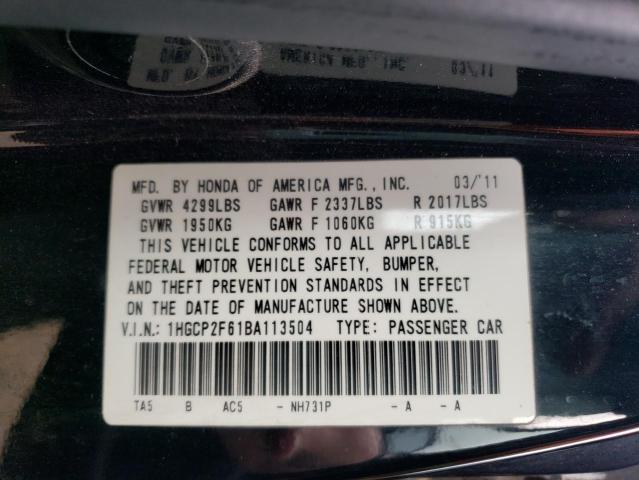 MFD. BY HONDA OF AMERICA MFG., INC. 03/'11
GVWR 4299LBS GAWR F 2337LBS R 2017LBS
GVWR 1950KG GAWR F 1060KG R 915KG
THIS VEHICLE CONFORMS TO ALL APPLICABLE
FEDERAL MOTOR VEHICLE SAFETY, BUMPER,
AND THEFT PREVENTION STANDARDS IN EFFECT
ON THE DATE OF MANUFACTURE SHOWN ABOVE.
V.I.N.: 1HGCP2F61BA113504 TYPE: PASSENGER CAR
TA5 B AC5 - NH731P - A - A